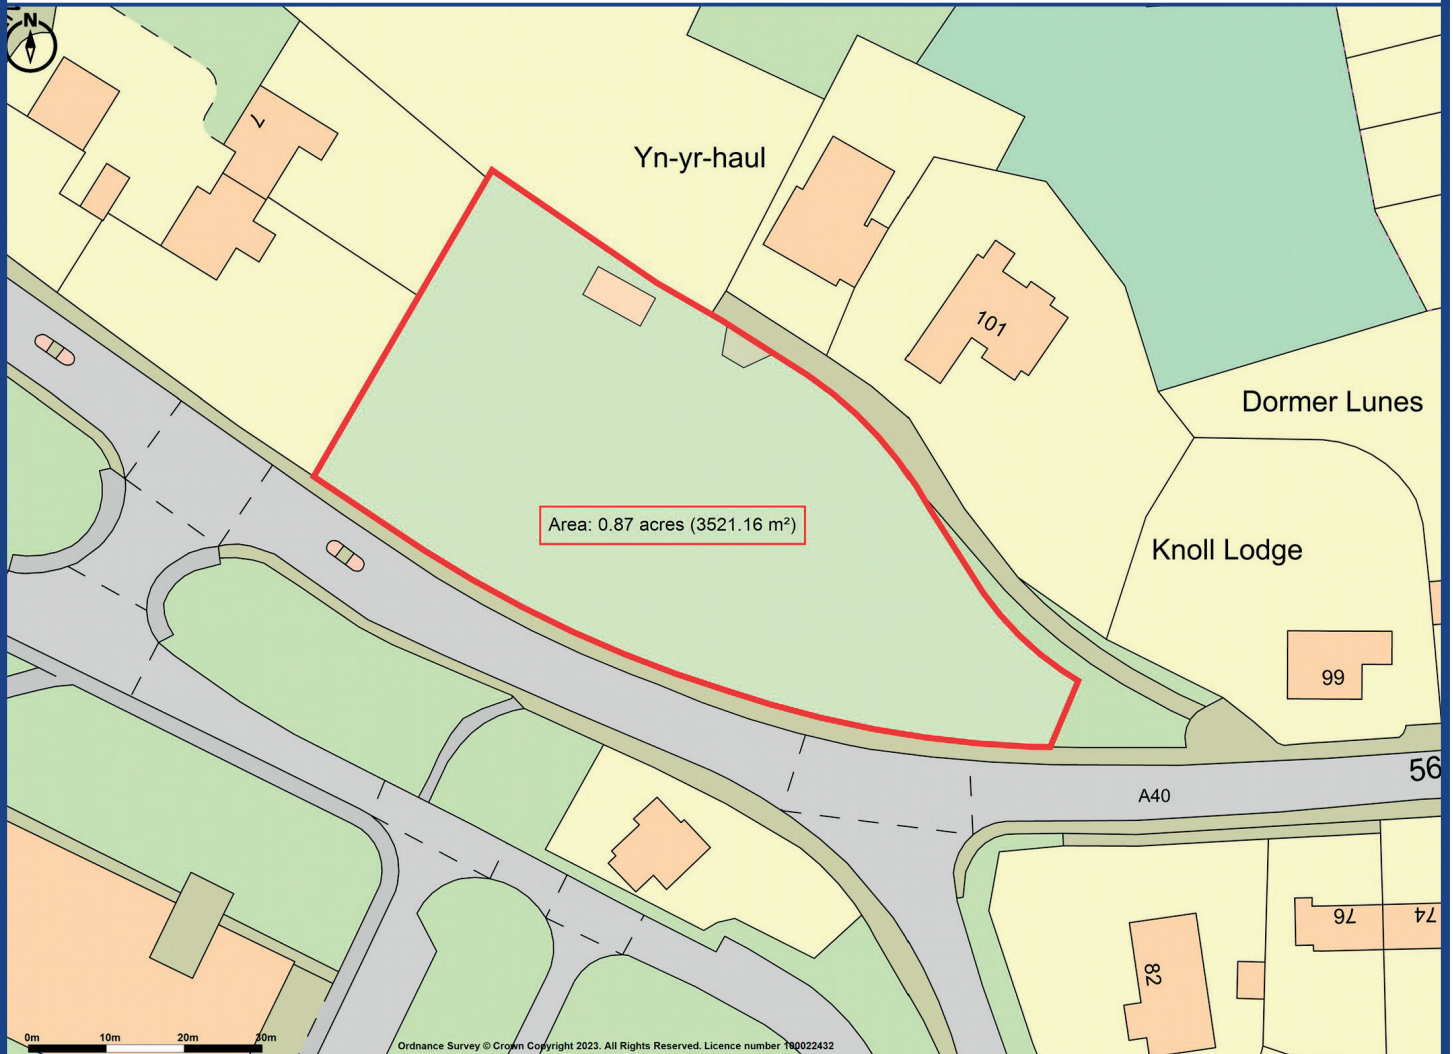 N
7
Yn-yr-haul
101
Dormer Lunes
Area: 0.87 acres (3521.16 m²)
Knoll Lodge
99
56
A40
76
74
82
0m 10m 20m 30m
Ordnance Survey © Crown Copyright 2023. All Rights Reserved. Licence number 100022432